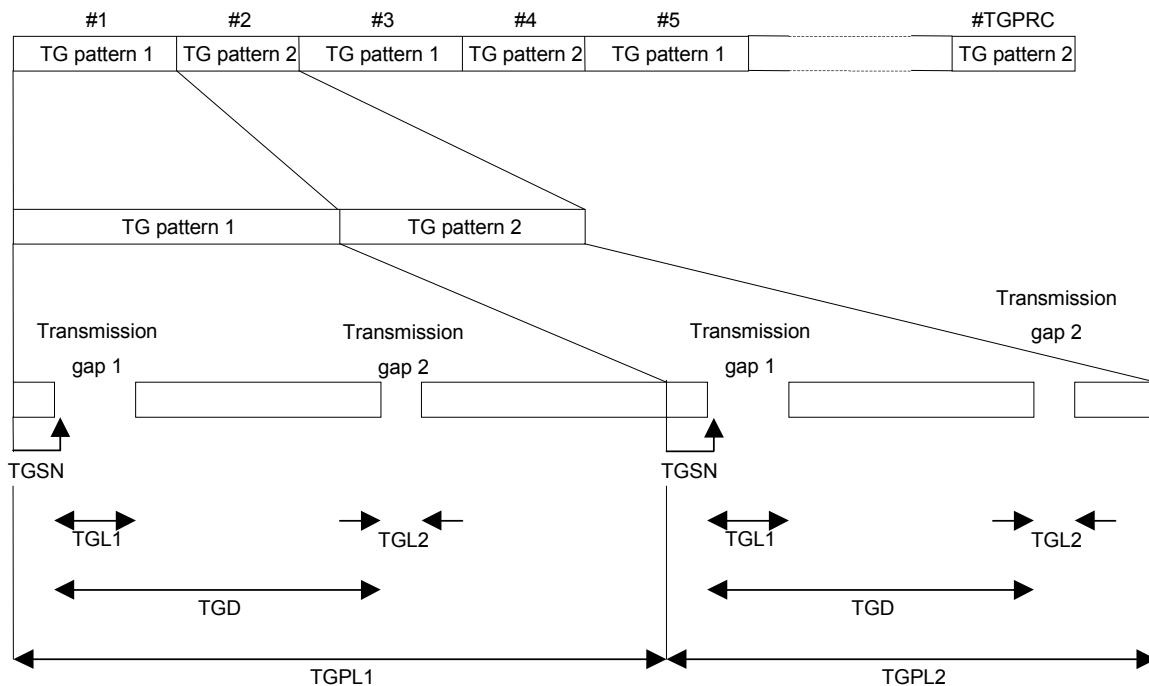 #1 #2 #3 #4 #5 #TGPRC
TG pattern 1 TG pattern 2 TG pattern 1 TG pattern 2 TG pattern 1 TG pattern 2
TG pattern 1 TG pattern 2
Transmission
gap 1
Transmission
gap 2
Transmission
gap 1
Transmission
gap 2
TGSN TGSN
TGL1 TGL2 TGL1 TGL2
TGD TGD
TGPL1 TGPL2